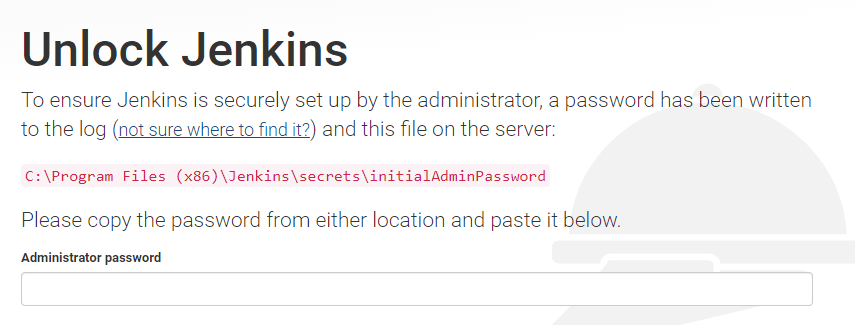 Unlock Jenkins
To ensure Jenkins is securely set up by the administrator, a password has been written
to the log (not sure where to find it?) and this file on the server:
C:\Program Files (x86)\Jenkins\secrets\initialAdminPassword
Please copy the password from either location and paste it below.
Administrator password